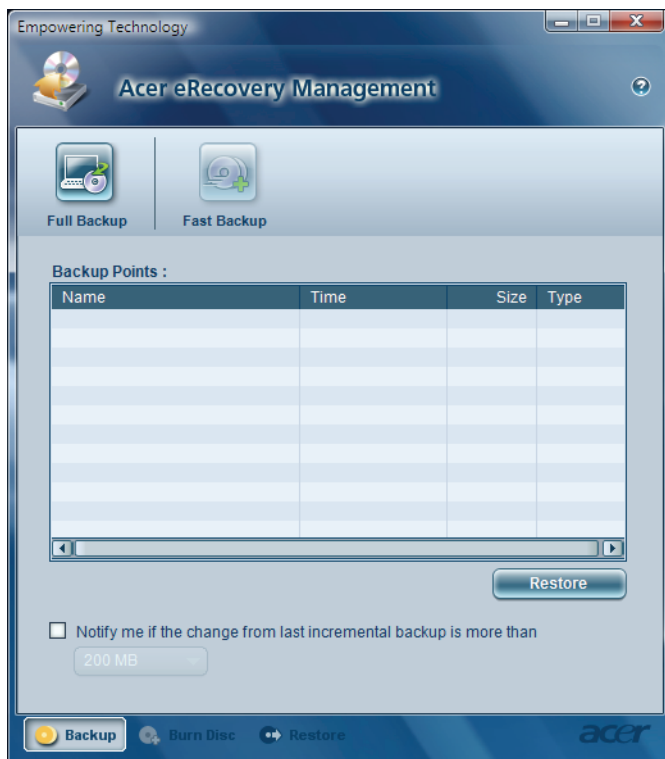 Empowering Technology
Acer eRecovery Management
Full Backup
Fast Backup
Backup Points :
Name Time Size Type
Restore
Notify me if the change from last incremental backup is more than
200 MB
Backup Burn Disc Restore acer